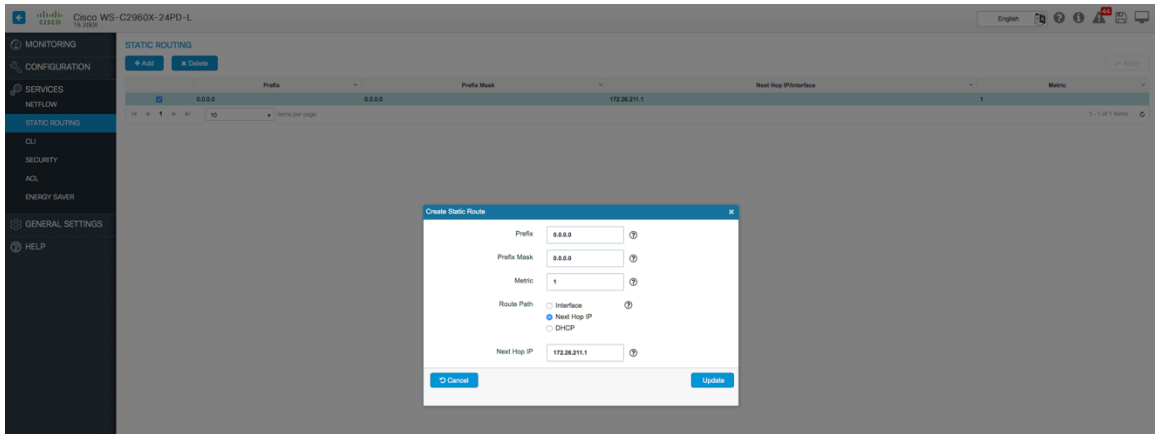 CISCO Cisco WS-C2960X-24PD-L English 44
MONITORING
CONFIGURATION
SERVICES
NETFLOW
STATIC ROUTING
CLI
SECURITY
ACL
ENERGY SAVER
GENERAL SETTINGS
HELP
STATIC ROUTING
+ Add × Delete ✓ Apply
Prefix Prefix Mask Next Hop IP/Interface Metric
0.0.0.0 0.0.0.0 172.26.211.1 1
1 10 items per page 1 - 1 of 1 items
Create Static Route ×
Prefix 0.0.0.0
Prefix Mask 0.0.0.0
Metric 1
Route Path Interface
Next Hop IP
DHCP
Next Hop IP 172.26.211.1
Cancel Update